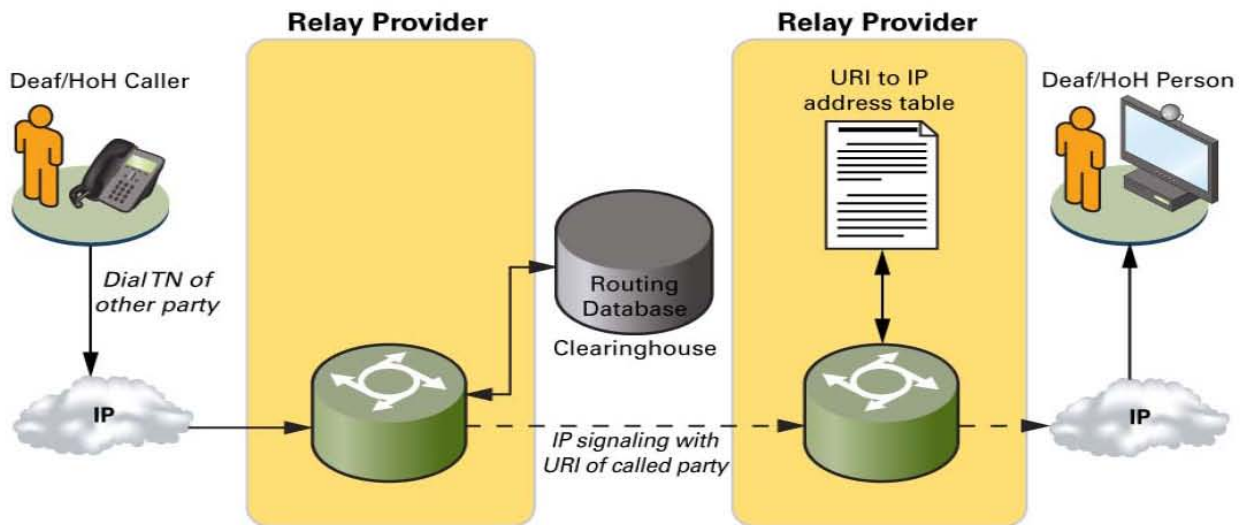 Relay Provider
Relay Provider
Deaf/HoH Caller
URI to IP
address table
Deaf/HoH Person
Dial TN of
other party
Routing
Database
Clearinghouse
IP
IP signaling with
URI of called party
IP